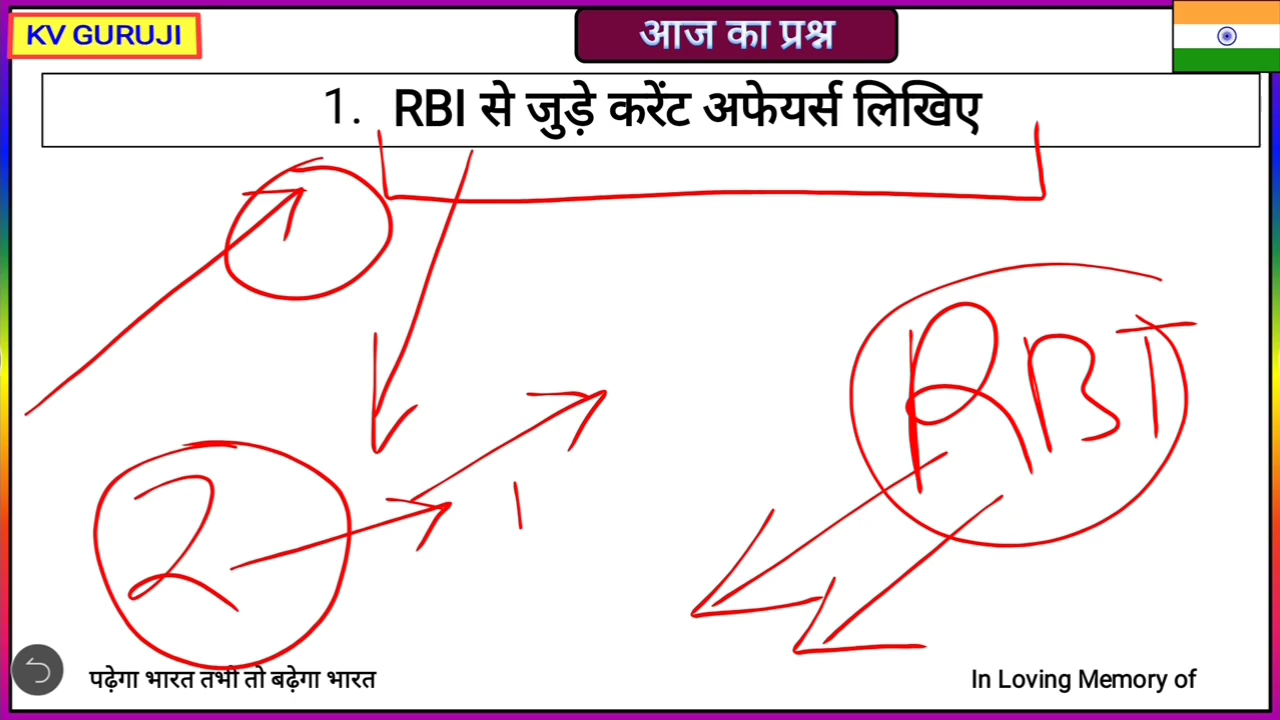 KV GURUJI
आज का प्रश्न
1. RBI से जुड़े करेंट अफेयर्स लिखिए
RBI
2
1
पढ़ेगा भारत तभी तो बढ़ेगा भारत
In Loving Memory of